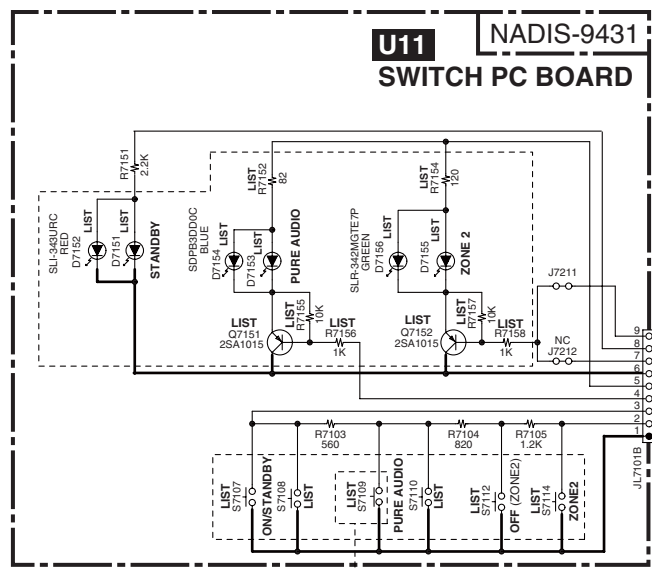 U11
NADIS-9431
SWITCH PC BOARD
R7151
2.2K
LIST
R7152
82
LIST
R7154
120
SLI-343URC
RED
D7152
LIST
D7151
LIST
STANDBY
SDPB3DD0C
BLUE
D7154
LIST
D7153
LIST
PURE AUDIO
SLR-342MGTE7P
GREEN
D7156
LIST
D7155
LIST
ZONE 2
LIST
Q7151
2SA1015
LIST
R7155
10K
LIST
R7156
1K
LIST
Q7152
2SA1015
LIST
R7157
10K
LIST
R7158
1K
J7211
NC
J7212
9
8
7
6
5
4
3
2
1
JL7101B
R7103
560
R7104
820
R7105
1.2K
LIST
S7107
ON/STANDBY
S7108
LIST
LIST
S7109
PURE AUDIO
S7110
LIST
LIST
S7112
OFF (ZONE2)
LIST
S7114
ZONE2